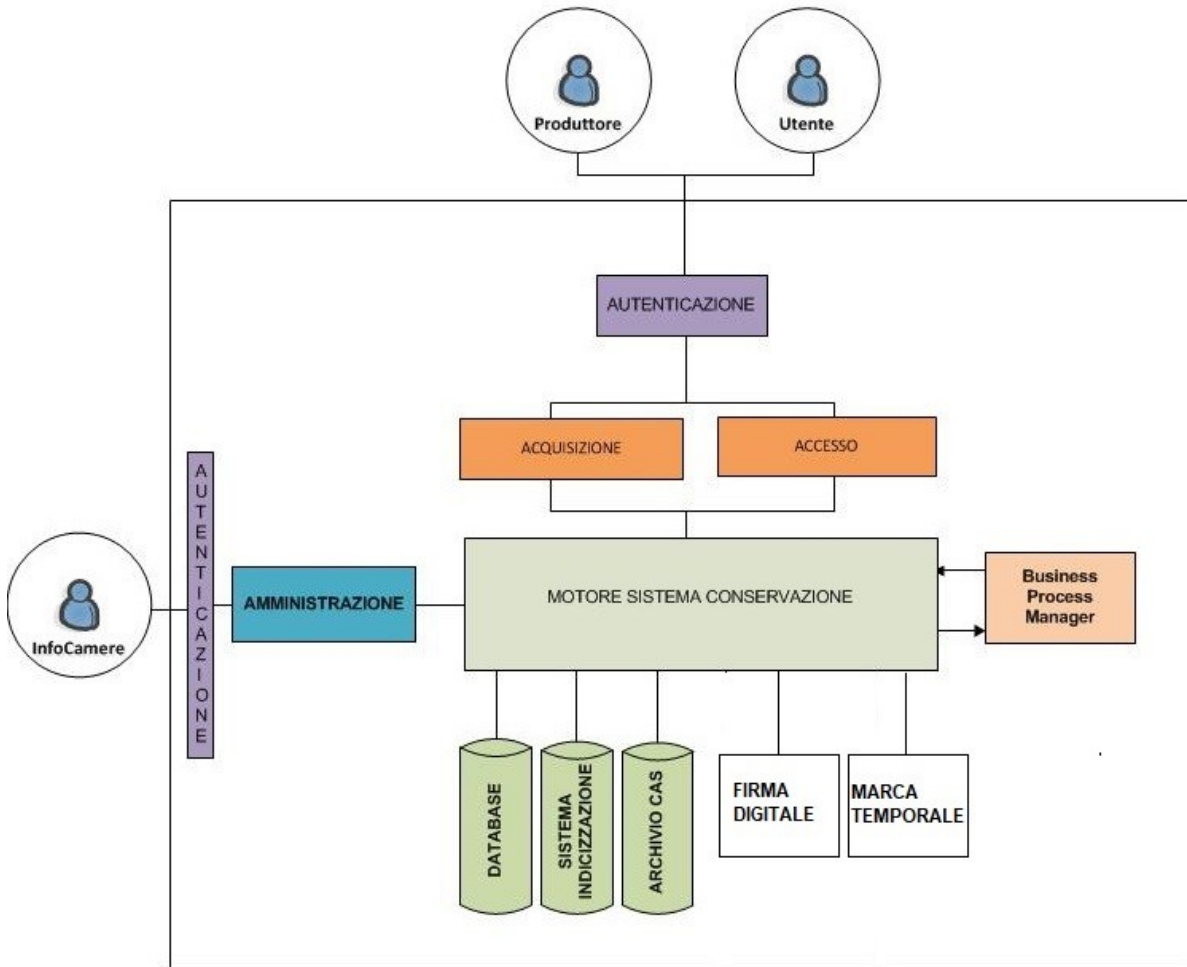 Produttore
Utente
AUTENTICAZIONE
ACQUISIZIONE
ACCESSO
AUTENTICAZIONE
InfoCamere
AMMINISTRAZIONE
MOTORE SISTEMA CONSERVAZIONE
Business
Process
Manager
DATABASE
SISTEMA
INDICIZZAZIONE
ARCHIVIO CAS
FIRMA
DIGITALE
MARCA
TEMPORALE